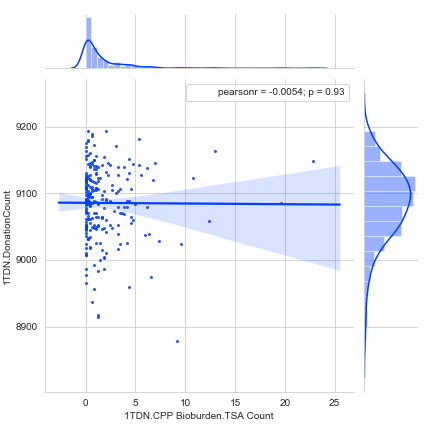 pearsonr = -0.0054; p = 0.93
9200
9100
9000
8900
1TDN.DonationCount
0 5 10 15 20 25
1TDN.CPP Bioburden.TSA Count